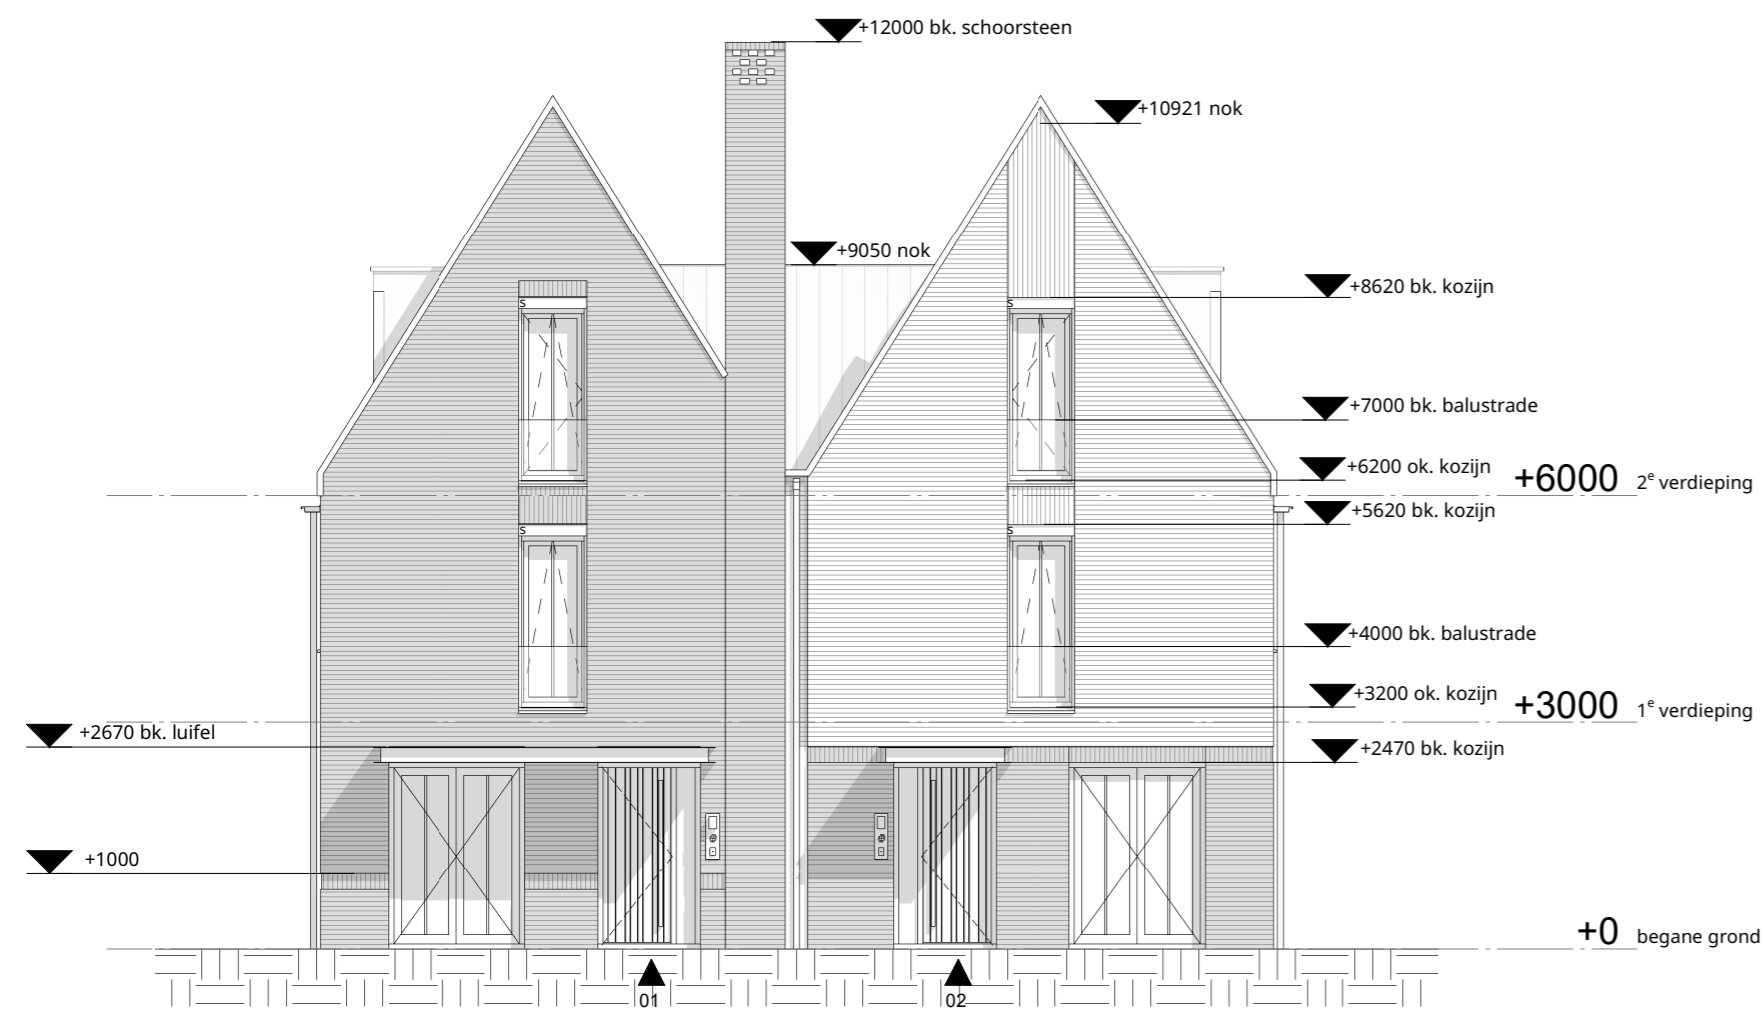 +12000 bk. schoorsteen
+10921 nok
+9050 nok
+8620 bk. kozijn
s
s
+7000 bk. balustrade
+6200 ok. kozijn
+6000 2e verdieping
+5620 bk. kozijn
s
s
+4000 bk. balustrade
+3200 ok. kozijn
+3000 1e verdieping
+2670 bk. luifel
+2470 bk. kozijn
+1000
+0 begane grond
01
02